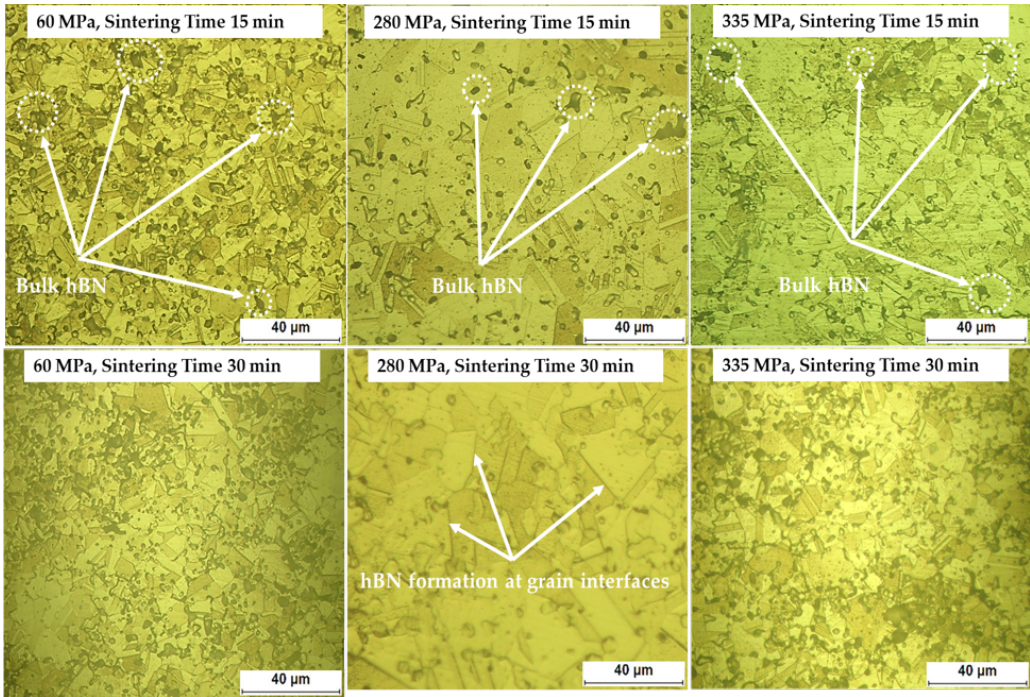 60 MPa, Sintering Time 15 min
280 MPa, Sintering Time 15 min
335 MPa, Sintering Time 15 min
Bulk hBN
Bulk hBN
Bulk hBN
40 µm
40 µm
40 µm
60 MPa, Sintering Time 30 min
280 MPa, Sintering Time 30 min
335 MPa, Sintering Time 30 min
hBN formation at grain interfaces
40 µm
40 µm
40 µm